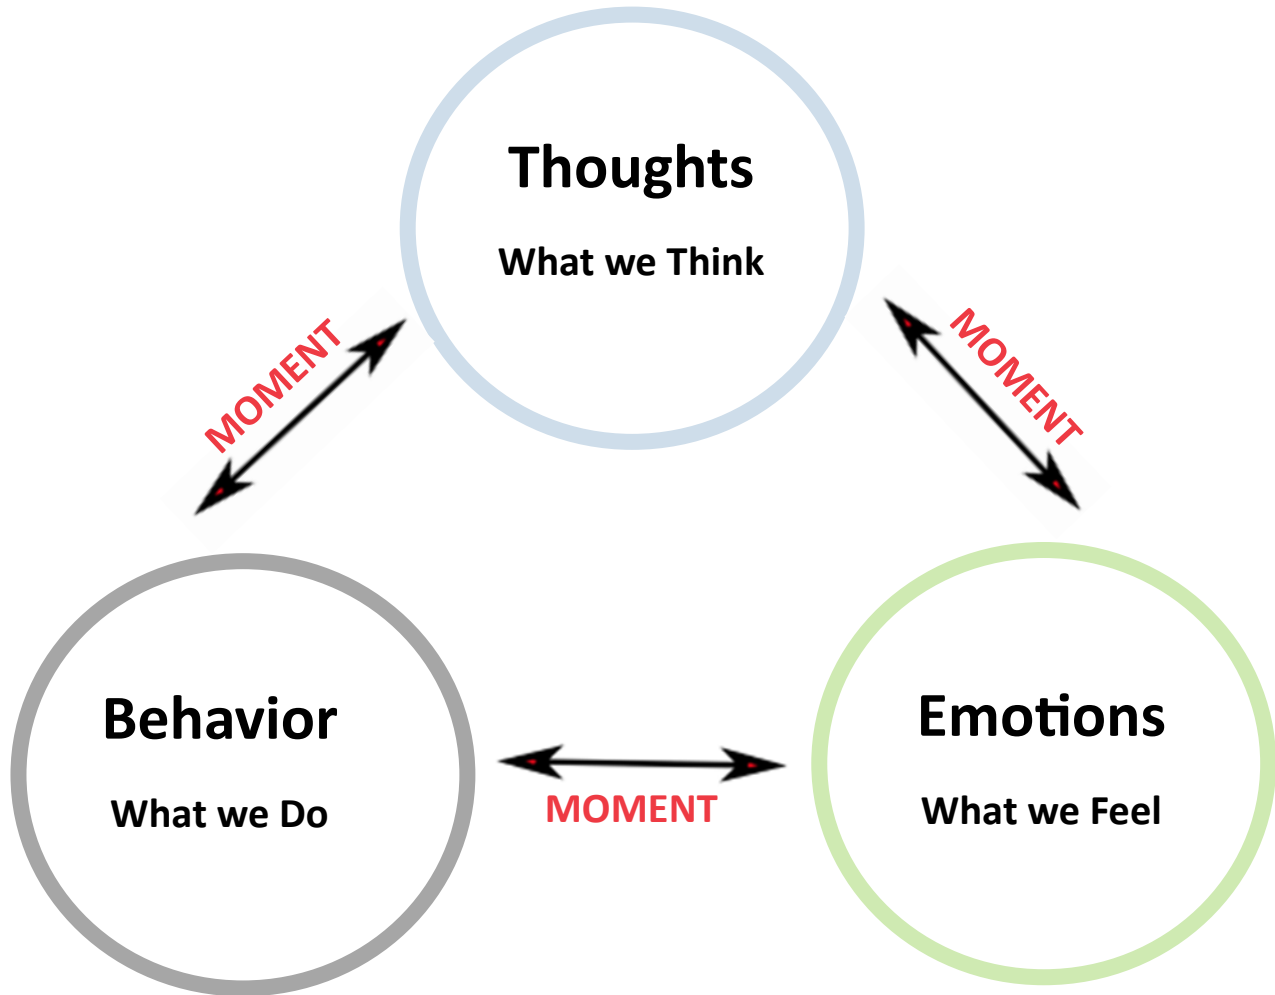 Thoughts
What we Think
MOMENT
MOMENT
Behavior
What we Do
MOMENT
Emotions
What we Feel